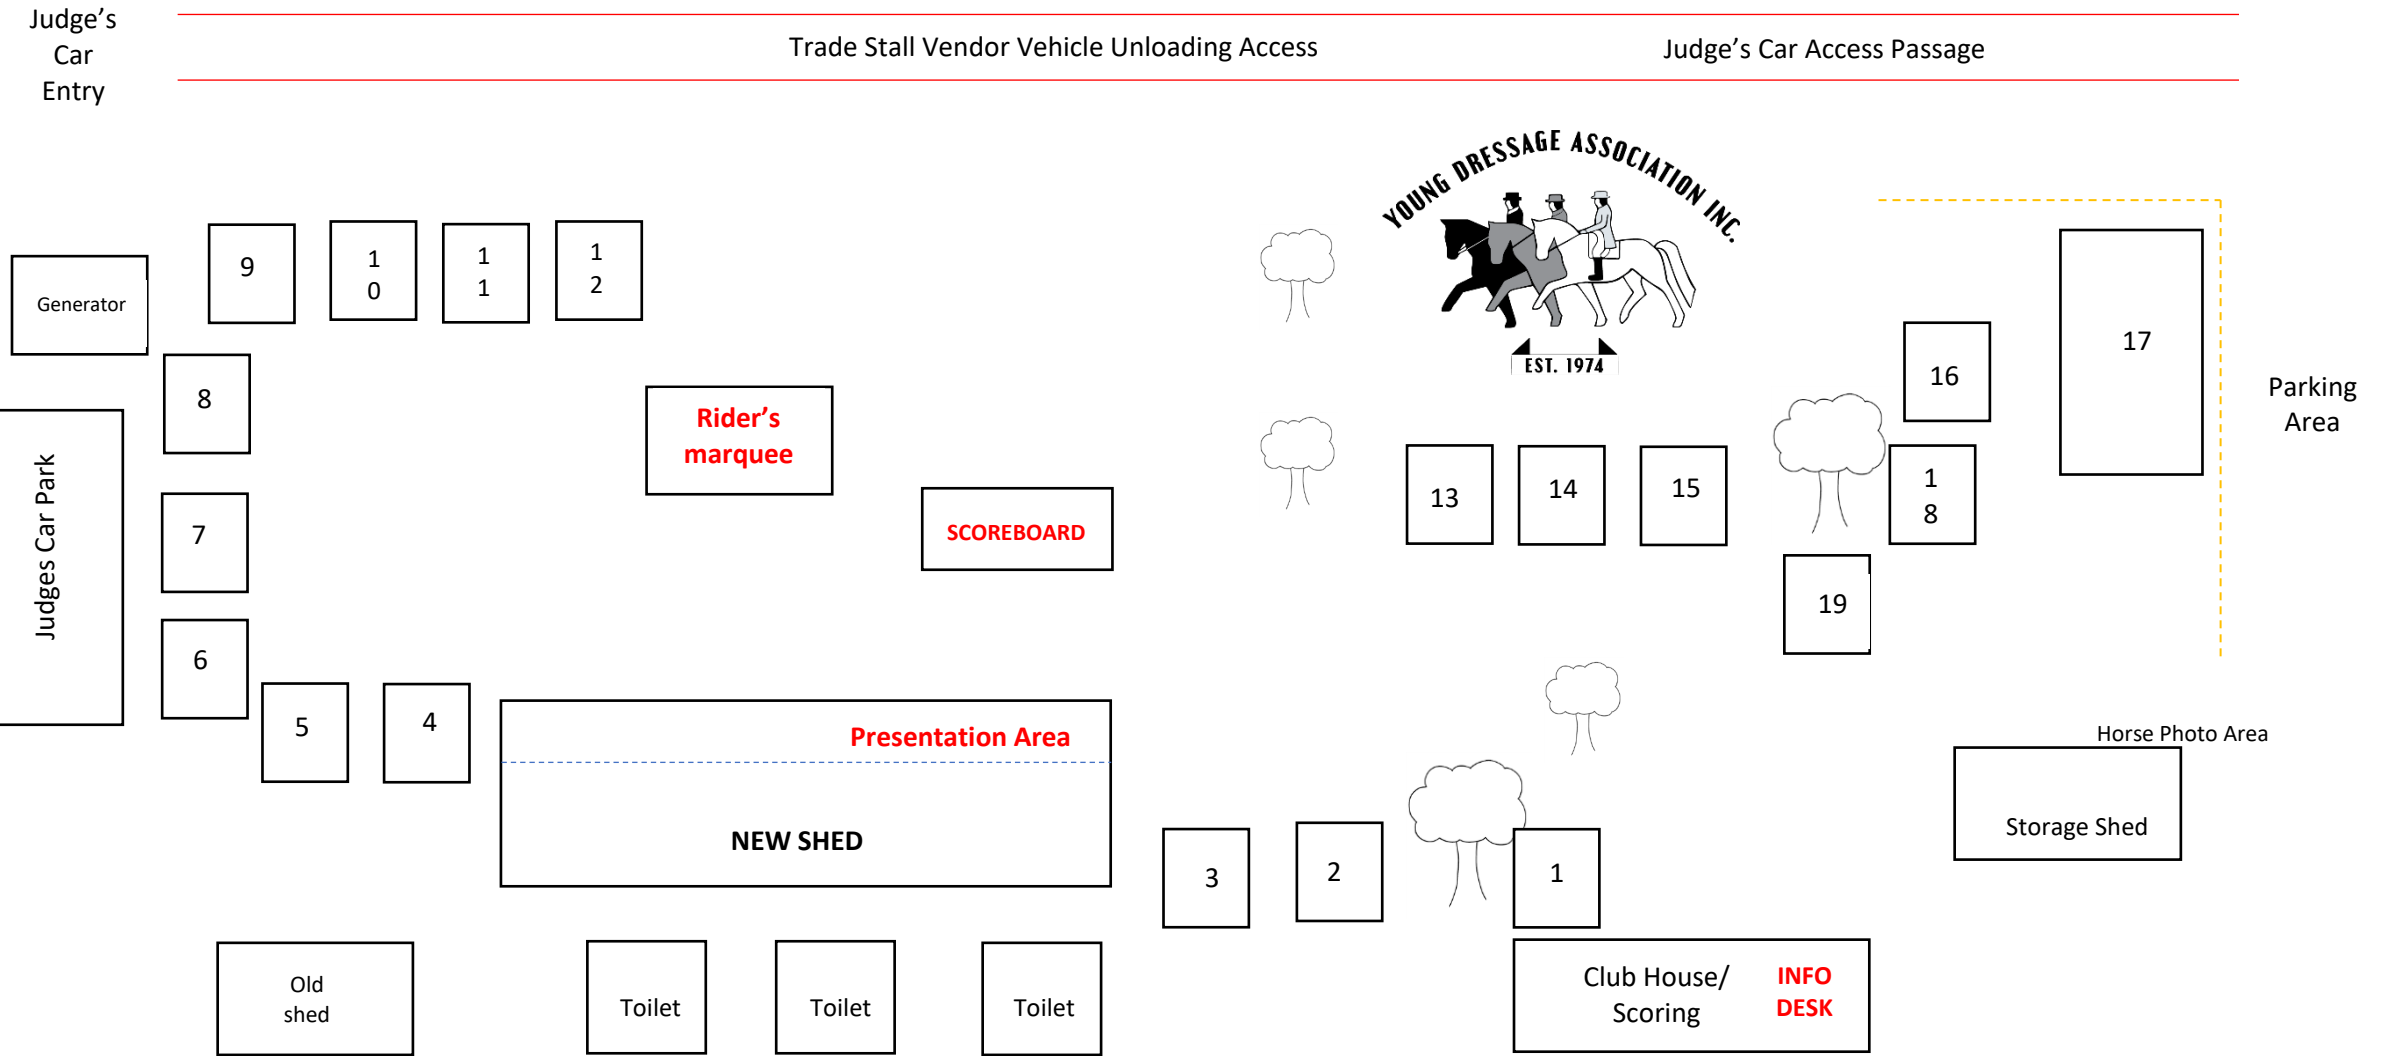 Judge’s
Car
Entry
Trade Stall Vendor Vehicle Unloading Access
Judge’s Car Access Passage
YOUNG DRESSAGE ASSOCIATION INC.
EST. 1974
9
1
0
1
1
1
2
Generator
8
Rider’s
marquee
16
17
Parking
Area
Judges Car Park
7
SCOREBOARD
13
14
15
1
8
19
6
5
4
Presentation Area
NEW SHED
Horse Photo Area
Storage Shed
3
2
1
Old
shed
Toilet
Toilet
Toilet
Club House/
Scoring
INFO
DESK